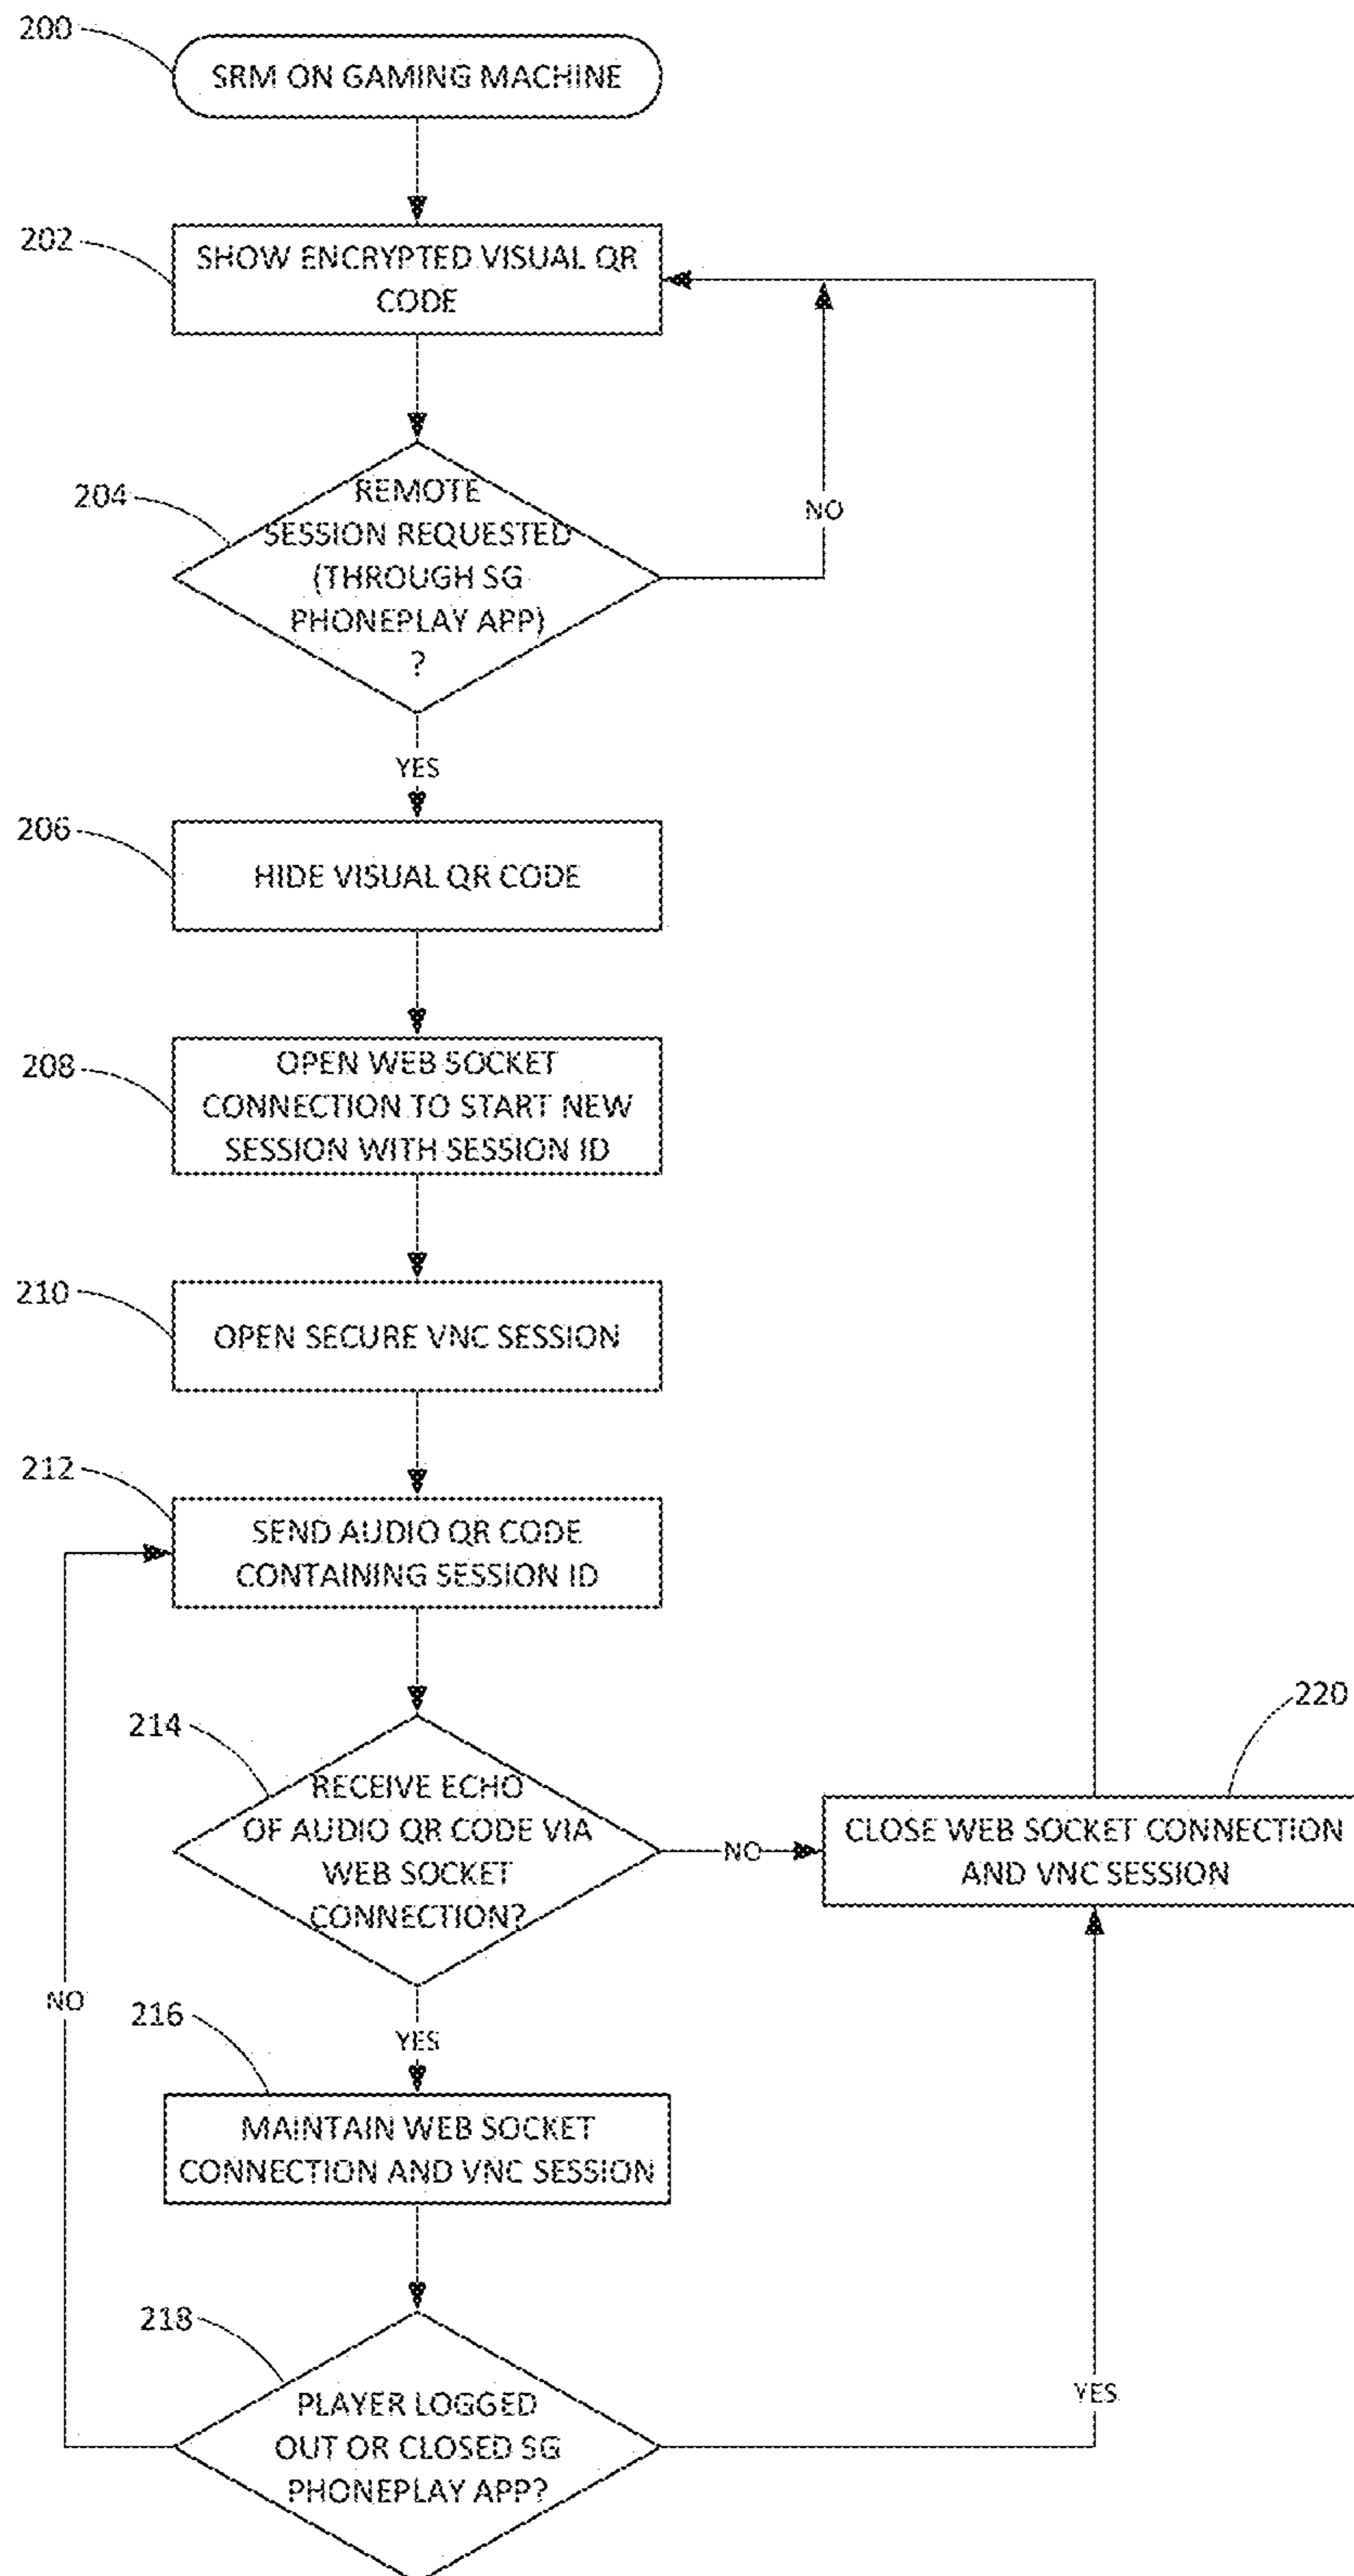 200
SRM ON GAMING MACHINE
202
SHOW ENCRYPTED VISUAL QR
CODE
204
REMOTE
SESSION REQUESTED
(THROUGH SG
PHONEPLAY APP)
?
NO
YES
206
HIDE VISUAL QR CODE
208
OPEN WEB SOCKET
CONNECTION TO START NEW
SESSION WITH SESSION ID
210
OPEN SECURE VNC SESSION
212
SEND AUDIO QR CODE
CONTAINING SESSION ID
214
RECEIVE ECHO
OF AUDIO QR CODE VIA
WEB SOCKET
CONNECTION?
NO
220
CLOSE WEB SOCKET CONNECTION
AND VNC SESSION
YES
NO
216
MAINTAIN WEB SOCKET
CONNECTION AND VNC SESSION
218
PLAYER LOGGED
OUT OR CLOSED SG
PHONEPLAY APP?
YES